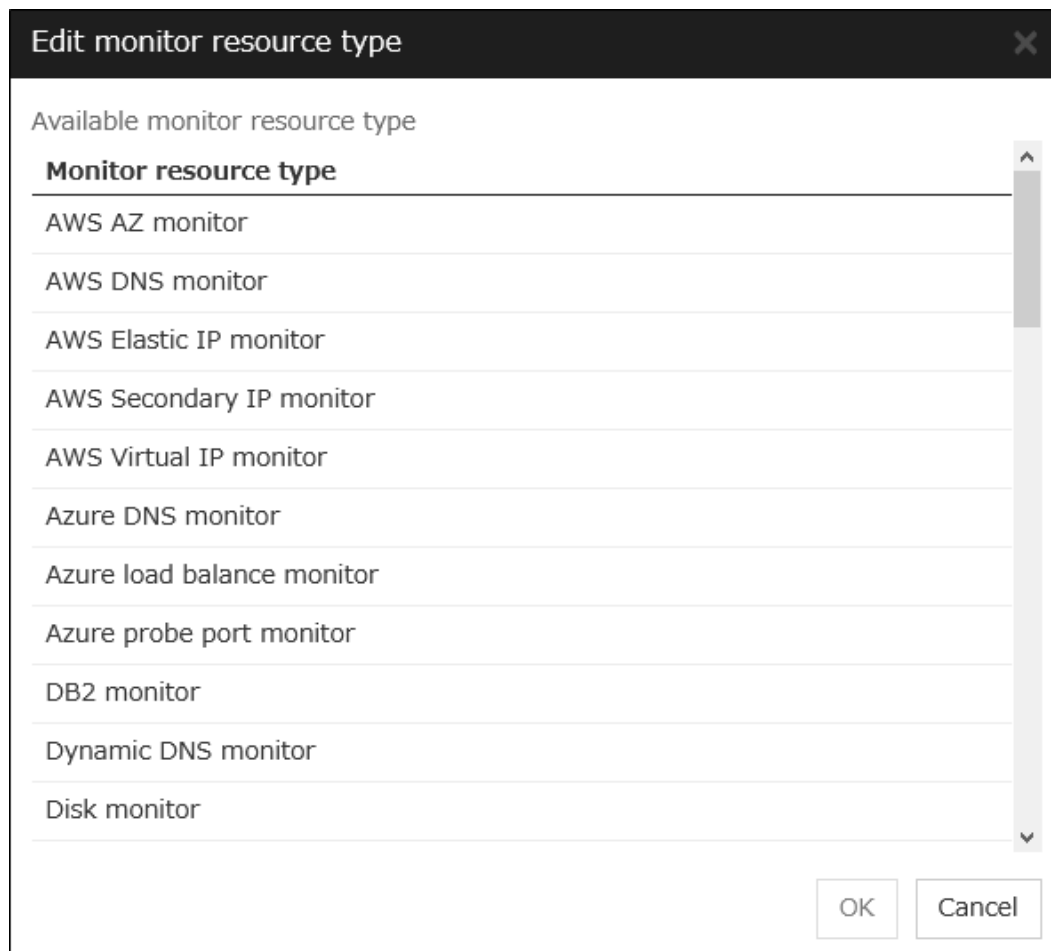 Edit monitor resource type
Available monitor resource type
Monitor resource type
AWS AZ monitor
AWS DNS monitor
AWS Elastic IP monitor
AWS Secondary IP monitor
AWS Virtual IP monitor
Azure DNS monitor
Azure load balance monitor
Azure probe port monitor
DB2 monitor
Dynamic DNS monitor
Disk monitor
OK Cancel